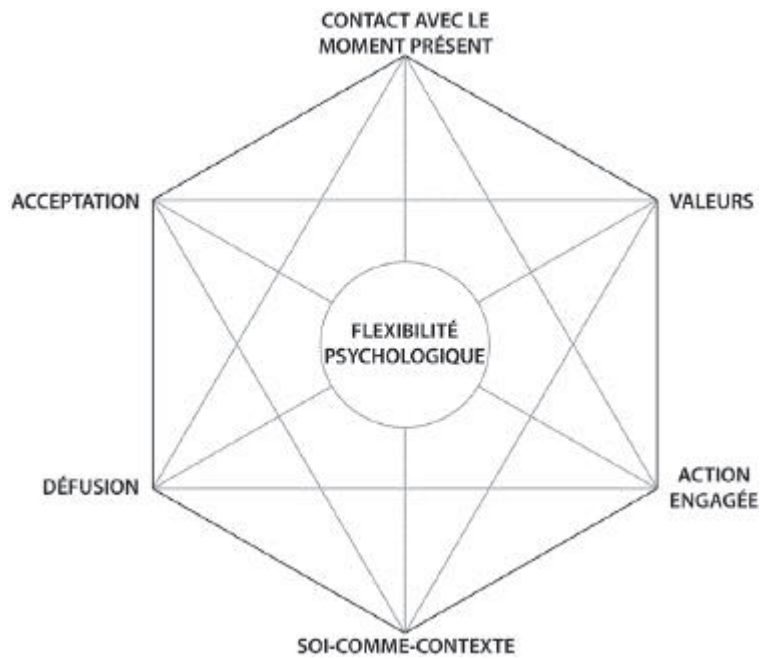 CONTACT AVEC LE
MOMENT PRÉSENT
ACCEPTATION
VALEURS
FLEXIBILITÉ
PSYCHOLOGIQUE
DÉFUSION
ACTION
ENGAGÉE
SOI-COMME-CONTEXTE